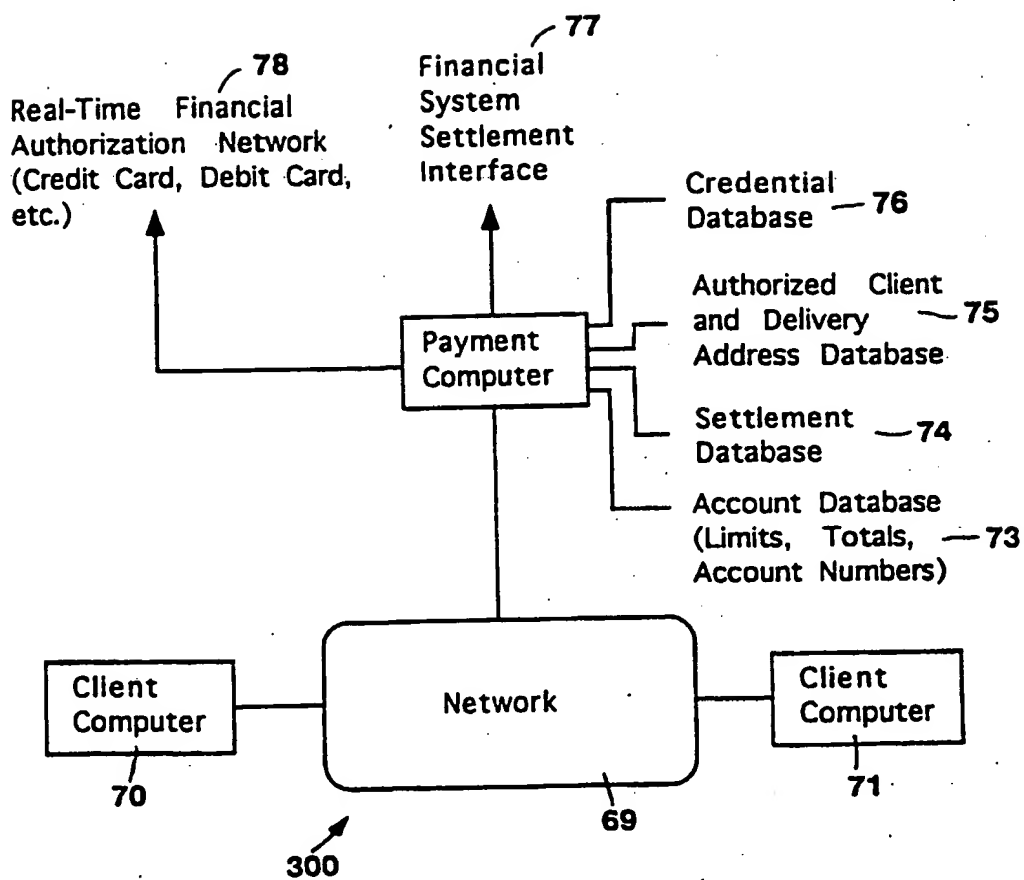 77
Financial
System
Settlement
Interface
78
Real-Time Financial
Authorization Network
(Credit Card, Debit Card,
etc.)
Credential
Database
76
Authorized Client
and Delivery
Address Database
75
Payment
Computer
Settlement
Database
74
Account Database
(Limits, Totals,
Account Numbers)
73
Client
Computer
70
Network
69
Client
Computer
71
300